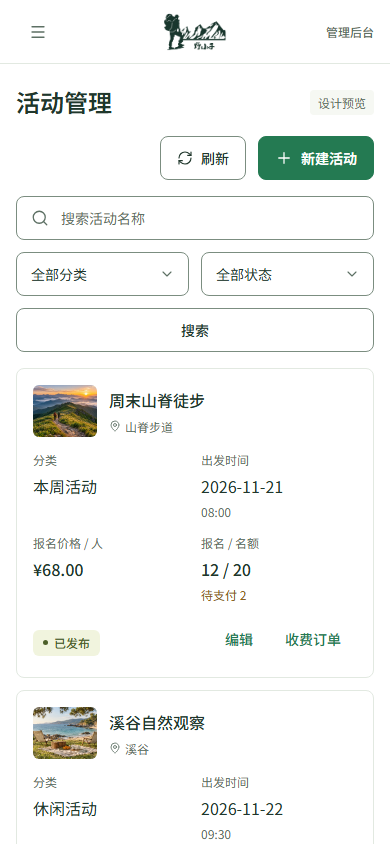 野小子
管理后台
活动管理
设计预览
刷新
新建活动
搜索活动名称
全部分类
全部状态
搜索
周末山脊徒步
山脊步道
分类
出发时间
本周活动
2026-11-21
08:00
报名价格 / 人
报名 / 名额
¥68.00
12 / 20
待支付 2
已发布
编辑
收费订单
溪谷自然观察
溪谷
分类
出发时间
休闲活动
2026-11-22
09:30